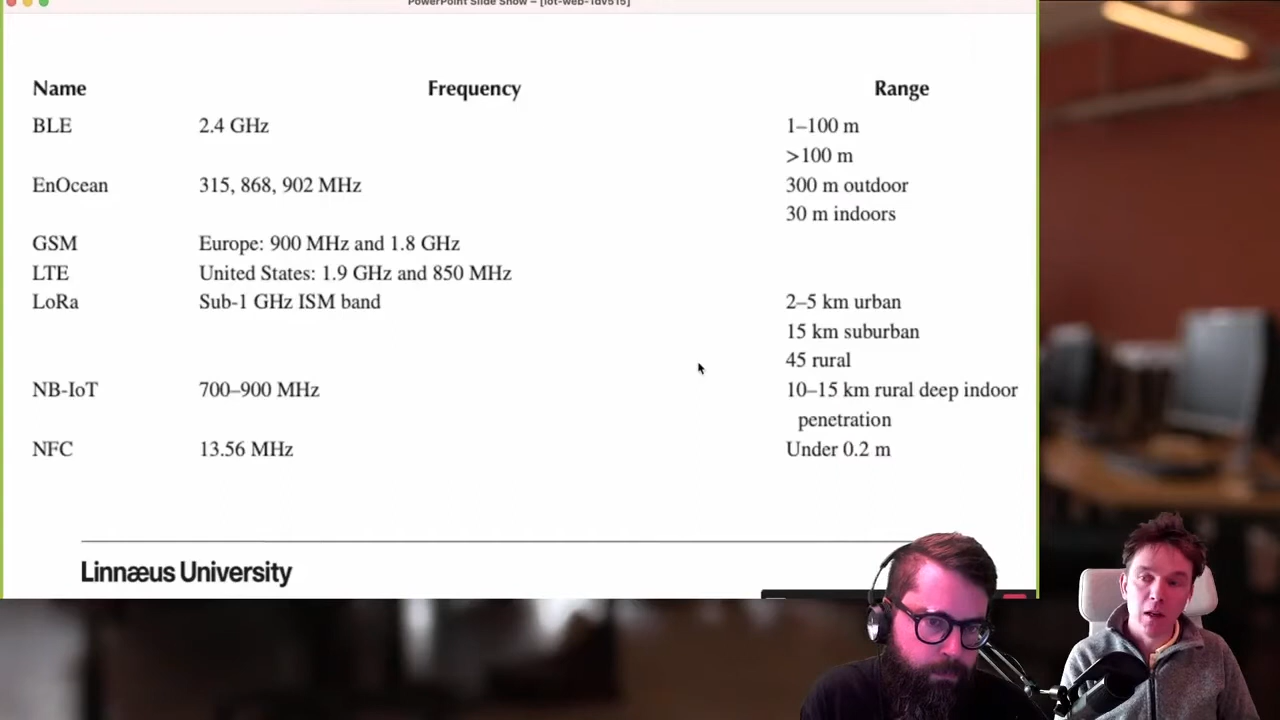 PowerPoint Slide Show – [iot-web-1dv515]
Name Frequency Range
BLE 2.4 GHz 1–100 m
>100 m
EnOcean 315, 868, 902 MHz 300 m outdoor
30 m indoors
GSM Europe: 900 MHz and 1.8 GHz
LTE United States: 1.9 GHz and 850 MHz
LoRa Sub-1 GHz ISM band 2–5 km urban
15 km suburban
45 rural
NB-IoT 700–900 MHz 10–15 km rural deep indoor
penetration
NFC 13.56 MHz Under 0.2 m
Linnæus University